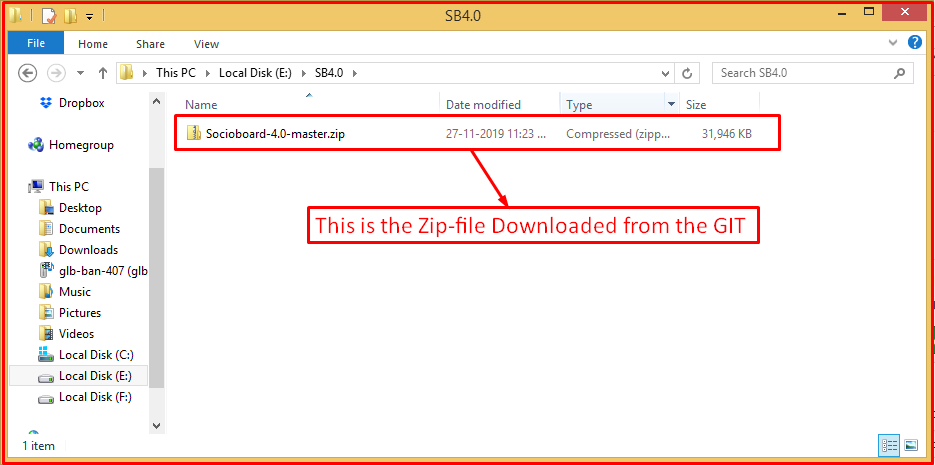 SB4.0
File Home Share View
This PC Local Disk (E:) SB4.0
Search SB4.0
Name Date modified Type Size
Socioboard-4.0-master.zip 27-11-2019 11:23 ... Compressed (zipp... 31,946 KB
This is the Zip-file Downloaded from the GIT
Dropbox
Homegroup
This PC
Desktop
Documents
Downloads
glb-ban-407 (glb
Music
Pictures
Videos
Local Disk (C:)
Local Disk (E:)
Local Disk (F:)
1 item